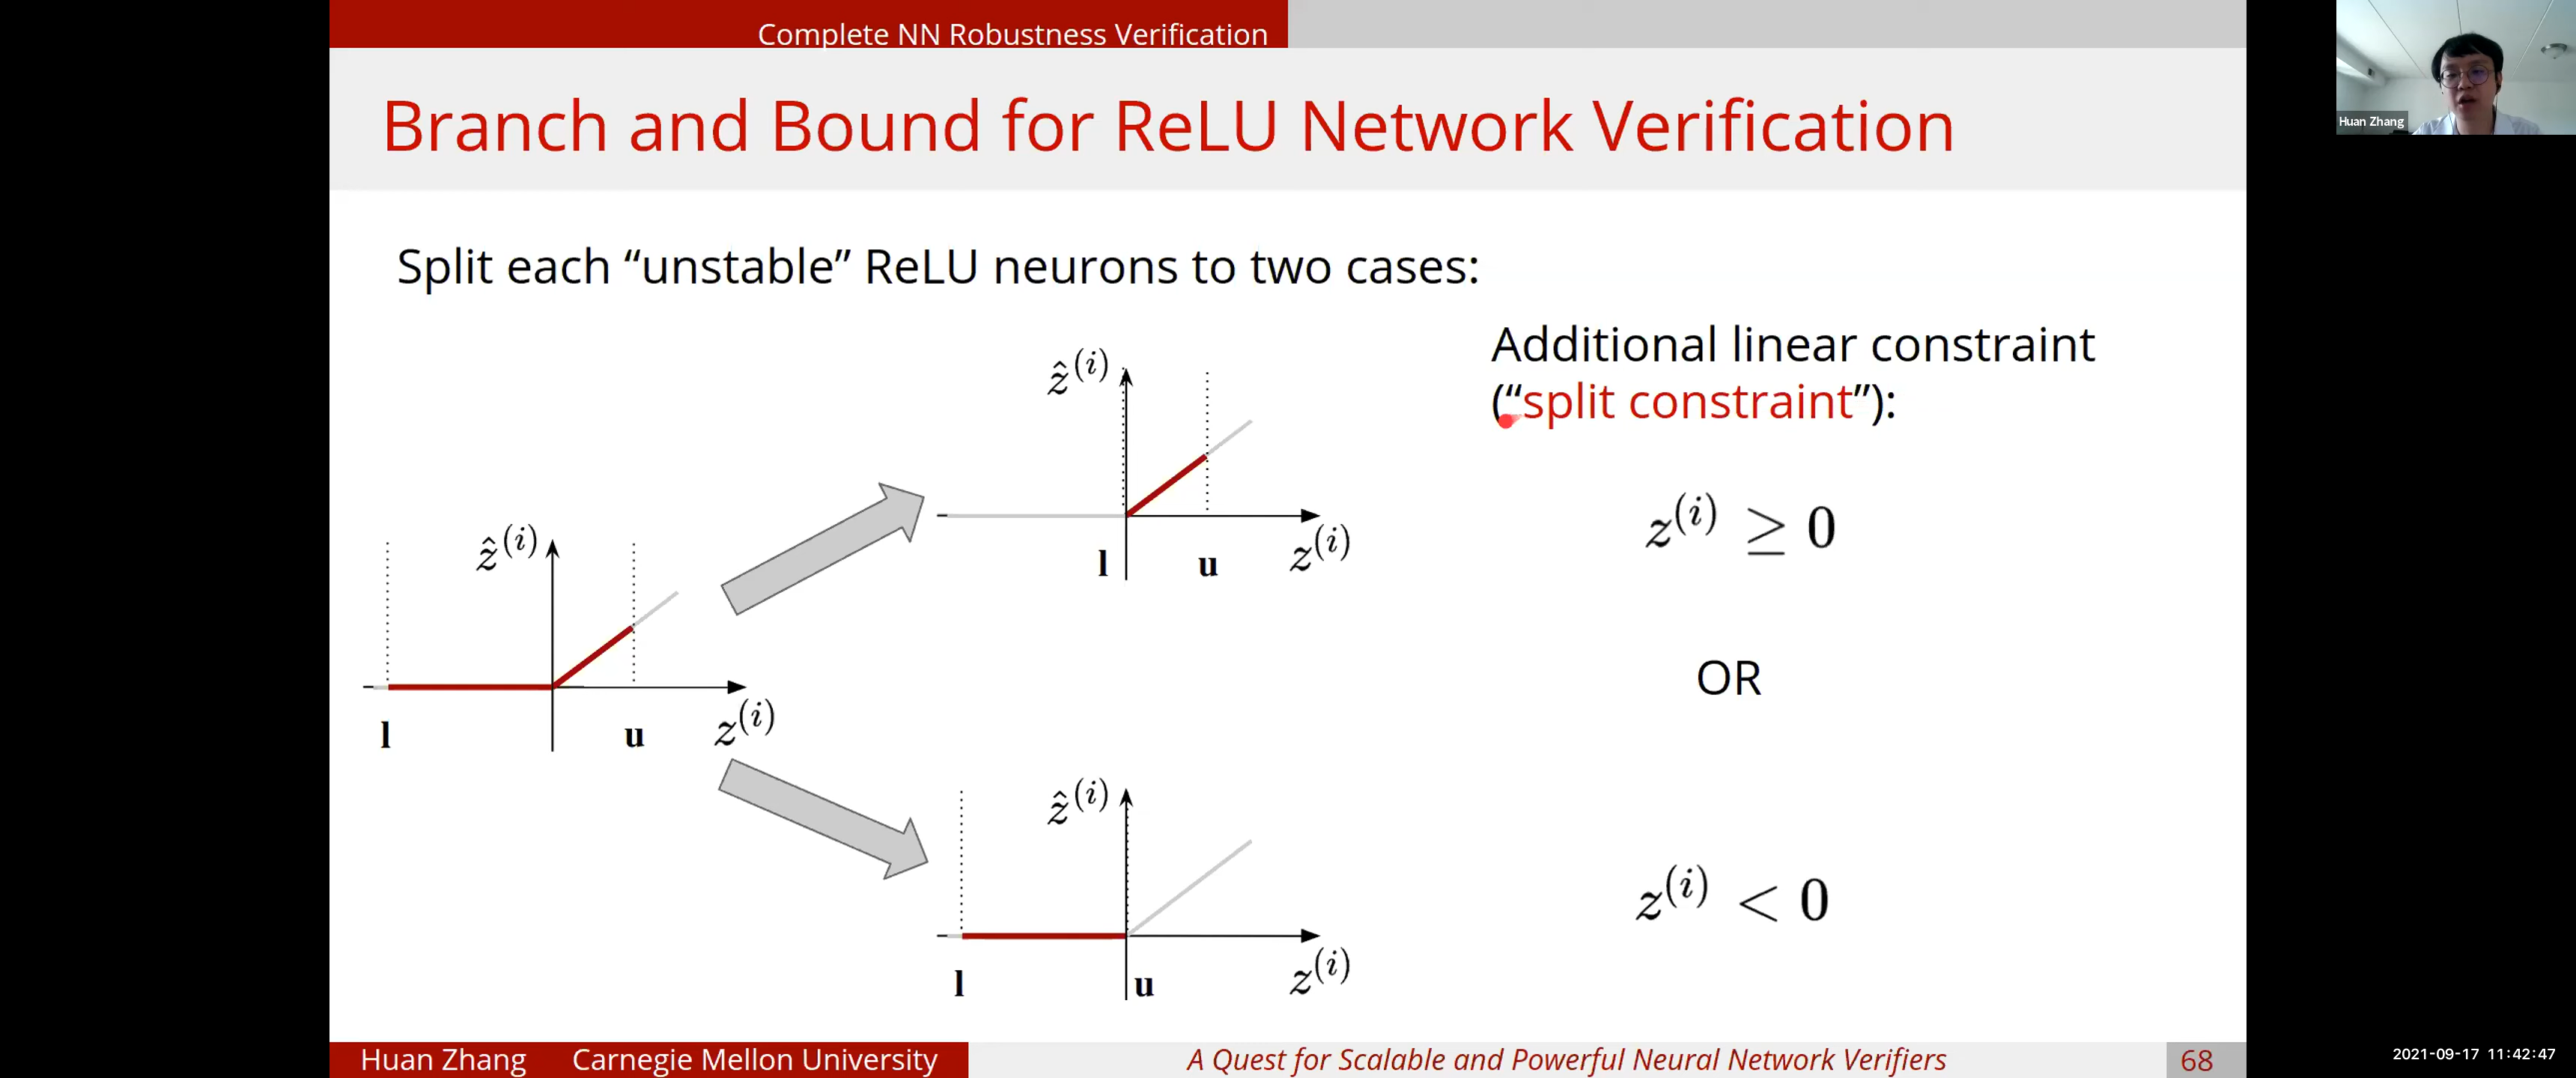 Complete NN Robustness Verification
Branch and Bound for ReLU Network Verification
Huan Zhang
Split each “unstable” ReLU neurons to two cases:
Additional linear constraint
(“split constraint”):
ẑ⁽ⁱ⁾
l
u
z⁽ⁱ⁾
z⁽ⁱ⁾ ≥ 0
ẑ⁽ⁱ⁾
l
u
z⁽ⁱ⁾
OR
ẑ⁽ⁱ⁾
l
u
z⁽ⁱ⁾
z⁽ⁱ⁾ < 0
Huan Zhang Carnegie Mellon University
A Quest for Scalable and Powerful Neural Network Verifiers
68
2021-09-17 11:42:47